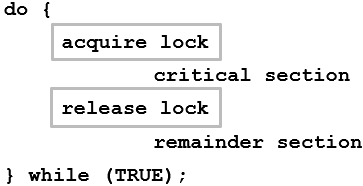 do {
acquire lock
critical section
release lock
remainder section
} while (TRUE);